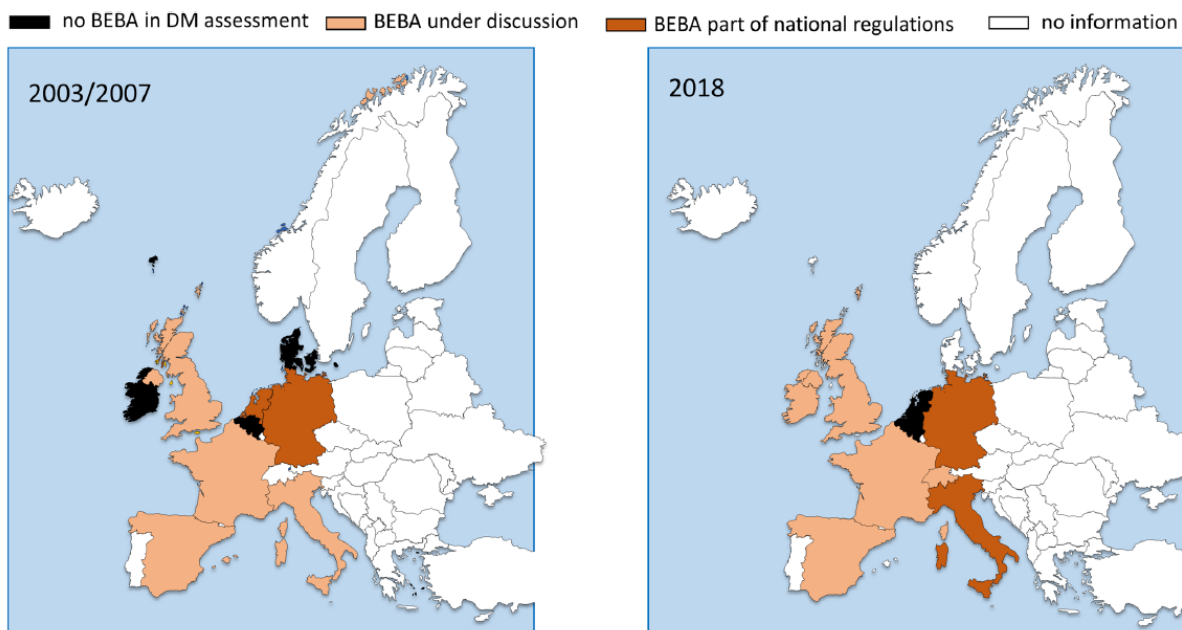 no BEBA in DM assessment
BEBA under discussion
BEBA part of national regulations
no information
2003/2007
2018